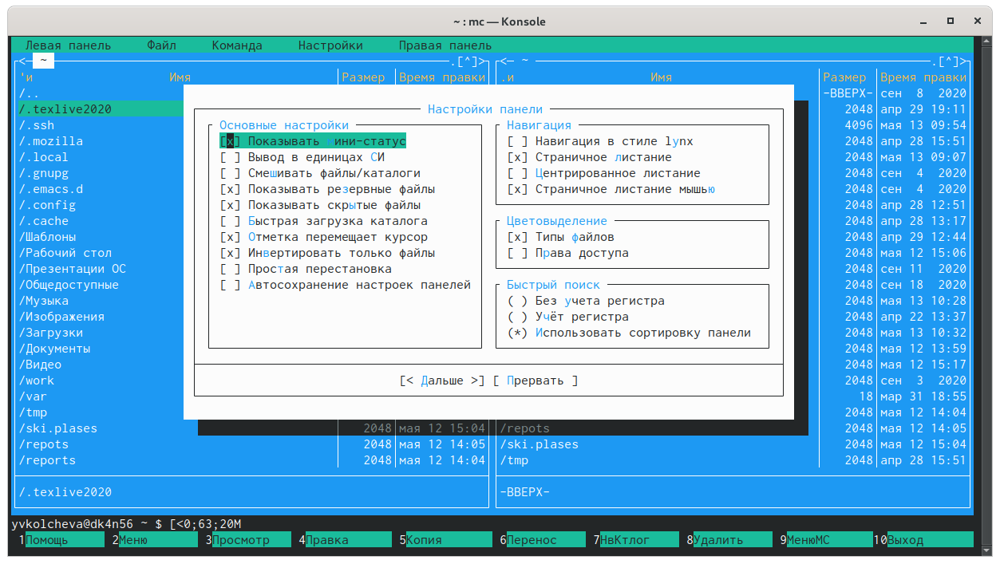 ~ : mc — Konsole
Левая панель Файл Команда Настройки Правая панель
<— ~ .[^]> <— ~ .[^]>
'и Имя Размер Время правки .и Имя Размер Время правки
/.. -ВВЕРХ- сен 8 2020
/.texlive2020 Настройки панели 2048 апр 29 19:11
/.ssh Основные настройки Навигация 4096 мая 13 09:54
/.mozilla [x] Показывать мини-статус [ ] Навигация в стиле lynx 2048 апр 28 15:51
/.local [ ] Вывод в единицах СИ [x] Страничное листание 2048 мая 13 09:07
/.gnupg [ ] Смешивать файлы/каталоги [ ] Центрированное листание 2048 сен 4 2020
/.emacs.d [x] Показывать резервные файлы [x] Страничное листание мышью 2048 сен 4 2020
/.config [x] Показывать скрытые файлы 2048 апр 28 12:51
/.cache [ ] Быстрая загрузка каталога Цветовыделение 2048 апр 28 13:17
/Шаблоны [x] Отметка перемещает курсор [x] Типы файлов 2048 апр 29 12:44
/Рабочий стол [x] Инвертировать только файлы [ ] Права доступа 2048 мая 12 15:06
/Презентации ОС [ ] Простая перестановка 2048 сен 11 2020
/Общедоступные [ ] Автосохранение настроек панелей Быстрый поиск 2048 сен 18 2020
/Музыка ( ) Без учета регистра 2048 мая 13 10:28
/Изображения ( ) Учёт регистра 2048 апр 22 13:37
/Загрузки (*) Использовать сортировку панели 2048 мая 13 10:32
/Документы 2048 мая 12 13:59
/Видео 2048 мая 12 15:17
/work [< Дальше >] [ Прервать ] 2048 сен 3 2020
/var 18 мар 31 18:55
/tmp 2048 мая 12 14:04
/ski.plases 2048 мая 12 15:04 /repots 2048 мая 12 14:05
/repots 2048 мая 12 14:05 /ski.plases 2048 мая 12 15:04
/reports 2048 мая 12 14:04 /tmp 2048 апр 28 15:51
/.texlive2020 -ВВЕРХ-
yvkolcheva@dk4n56 ~ $ [<0;63;20M
1Помощь 2Меню 3Просмотр 4Правка 5Копия 6Перенос 7НвКтлог 8Удалить 9МенюМС 10Выход